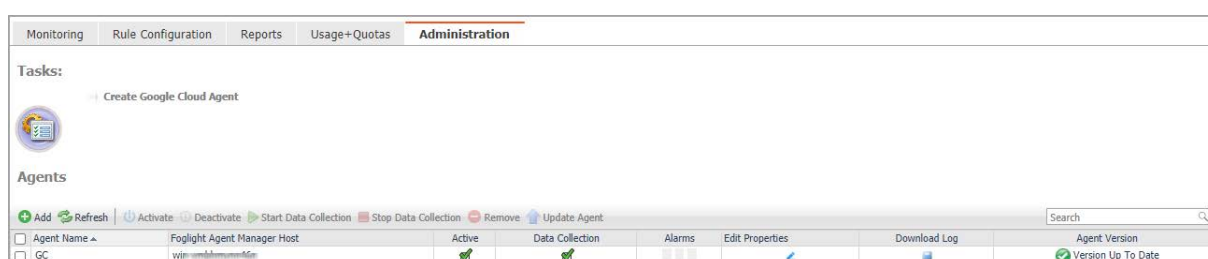 Monitoring Rule Configuration Reports Usage+Quotas Administration
Tasks:
Create Google Cloud Agent
Agents
Add Refresh Activate Deactivate Start Data Collection Stop Data Collection Remove Update Agent Search
Agent Name Foglight Agent Manager Host Active Data Collection Alarms Edit Properties Download Log Agent Version
GC Version Up To Date